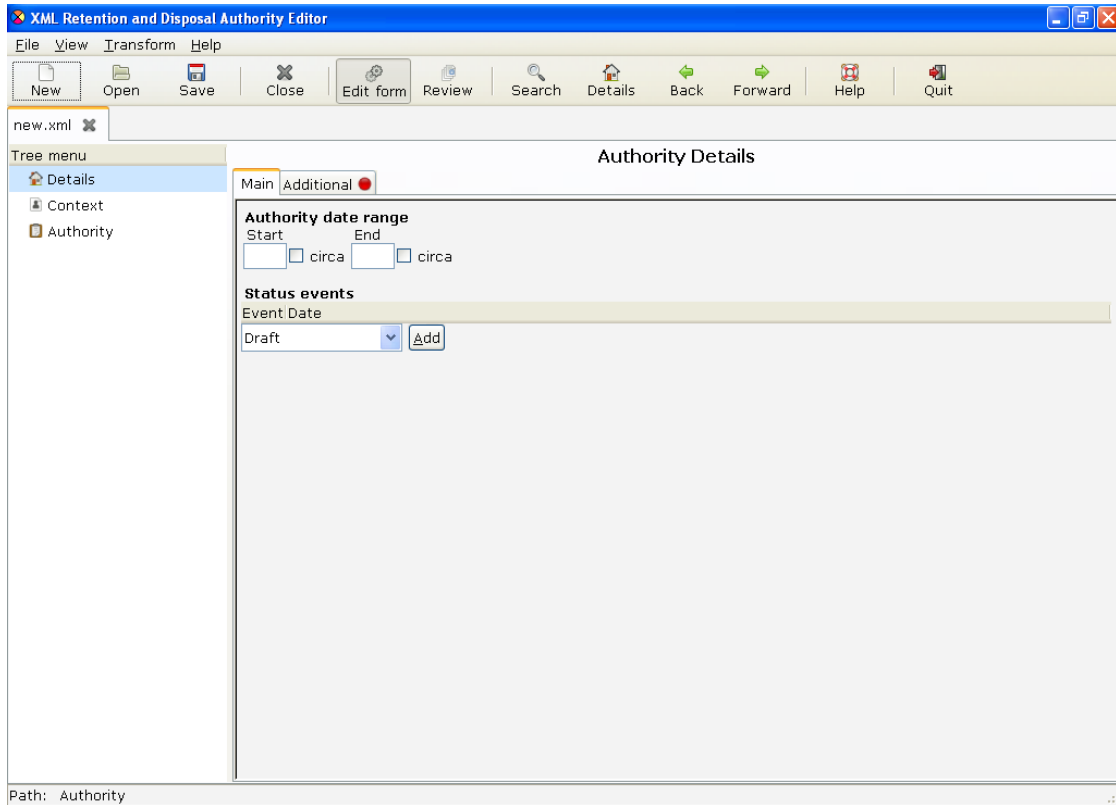 XML Retention and Disposal Authority Editor
File View Transform Help
New Open Save Close Edit form Review Search Details Back Forward Help Quit
new.xml
Tree menu
Details
Context
Authority
Authority Details
Main Additional
Authority date range
Start End
circa circa
Status events
Event Date
Draft Add
Path: Authority